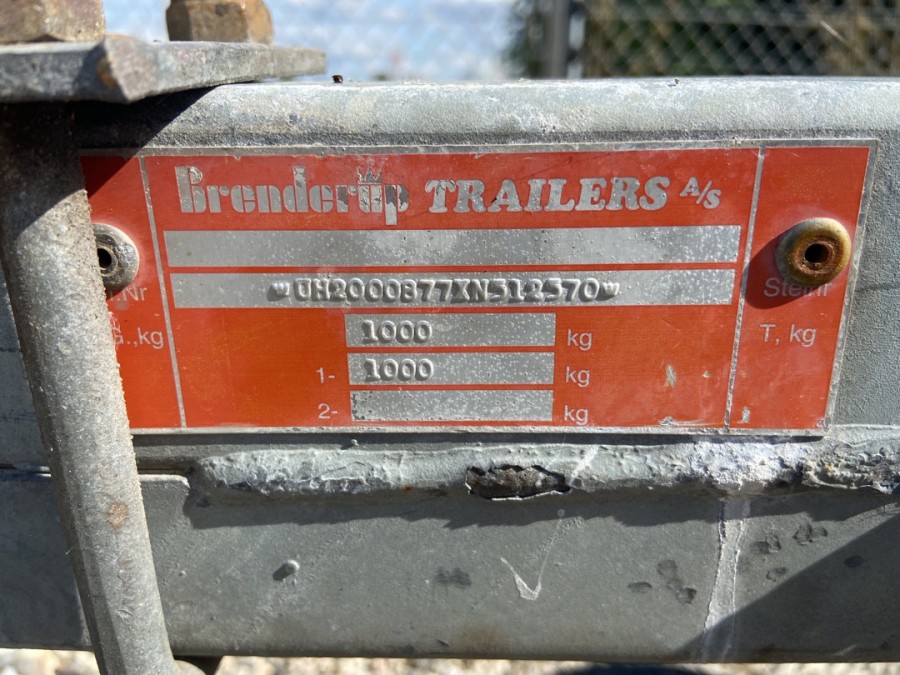 Brenderup TRAILERS A/S
UH2000877XN312570
.Nr Stelnr
1000 kg
G.,kg 1- 1000 kg T, kg
2- kg